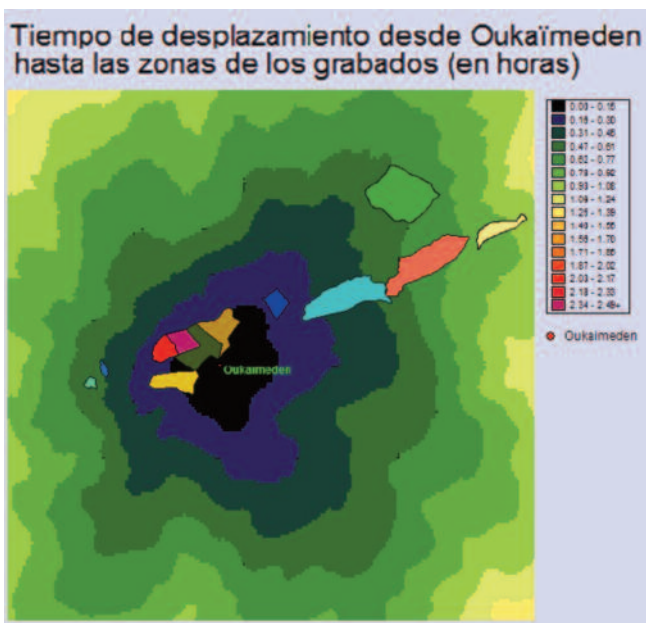 Tiempo de desplazamiento desde Oukaïmeden
hasta las zonas de los grabados (en horas)
0.00 - 0.15
0.16 - 0.30
0.31 - 0.46
0.47 - 0.61
0.62 - 0.77
0.78 - 0.92
0.93 - 1.08
1.09 - 1.24
1.25 - 1.39
1.40 - 1.55
1.56 - 1.70
1.71 - 1.86
1.87 - 2.02
2.03 - 2.17
2.18 - 2.33
2.34 - 2.49+
Oukaimeden
Oukaimeden